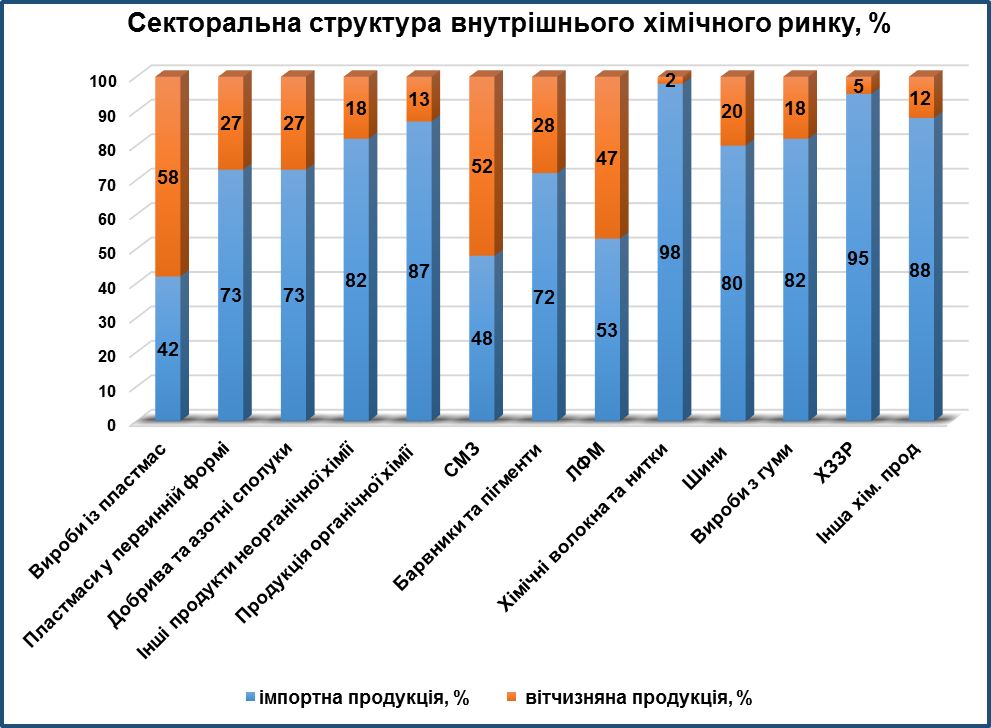 Секторальна структура внутрішнього хімічного ринку, %
100
90
80
70
60
50
40
30
20
10
0
58
27
27
18
13
52
28
47
2
20
18
5
12
42
73
73
82
87
48
72
53
98
80
82
95
88
Вироби із пластмас
Пластмаси у первинній формі
Добрива та азотні сполуки
Інші продукти неорганічної хімії
Продукція органічної хімії
СМЗ
Барвники та пігменти
ЛФМ
Хімічні волокна та нитки
Шини
Вироби з гуми
ХЗЗР
Інша хім. прод
імпортна продукція, %
вітчизняна продукція, %